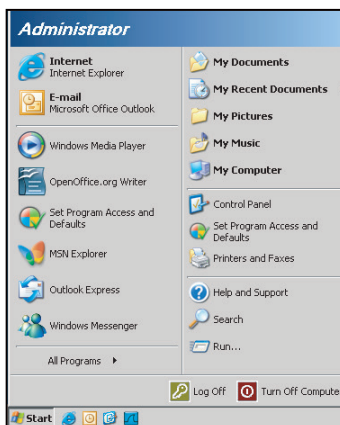 Administrator
Internet
Internet Explorer
E-mail
Microsoft Office Outlook
Windows Media Player
OpenOffice.org Writer
Set Program Access and
Defaults
MSN Explorer
Outlook Express
Windows Messenger
All Programs
My Documents
My Recent Documents
My Pictures
My Music
My Computer
Control Panel
Set Program Access and
Defaults
Printers and Faxes
Help and Support
Search
Run...
Log Off
Turn Off Compute
Start